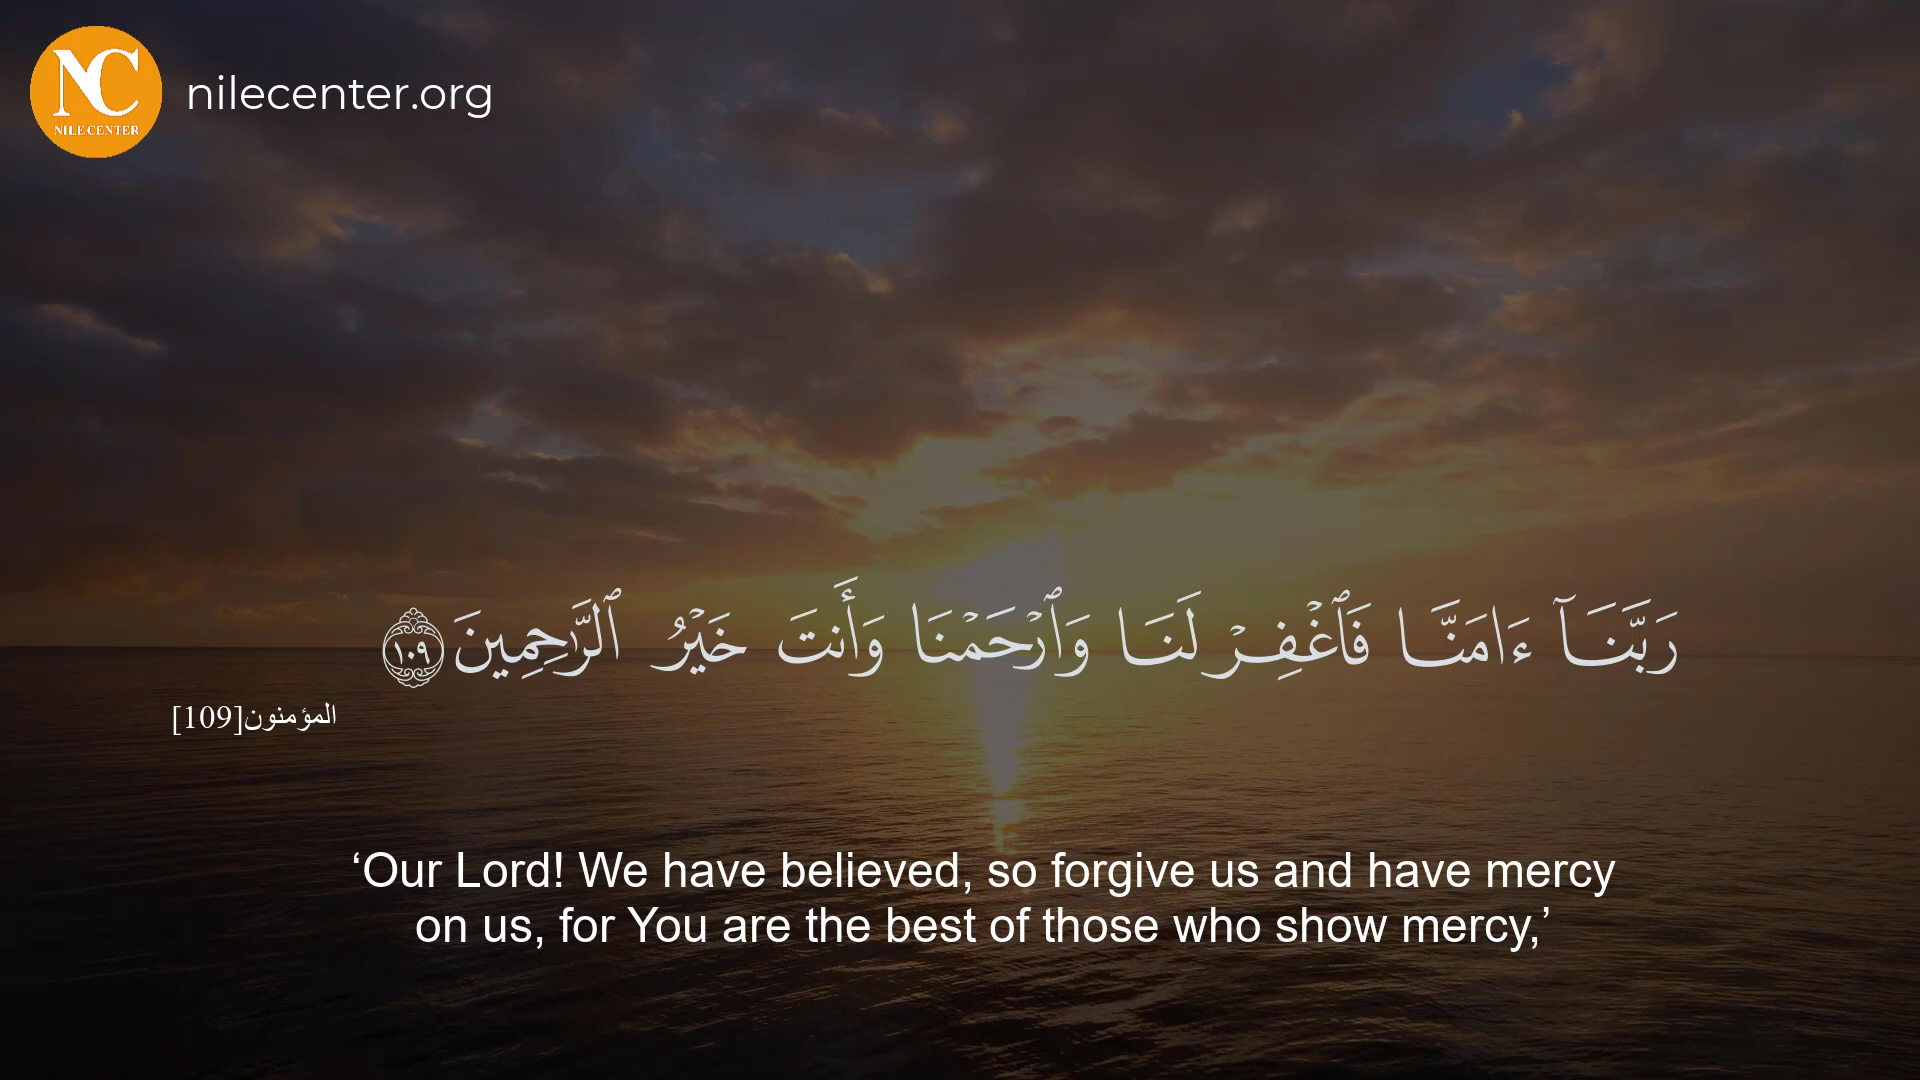 NC
NILE CENTER
nilecenter.org
رَبَّنَآ ءَامَنَّا فَٱغْفِرْ لَنَا وَٱرْحَمْنَا وَأَنتَ خَيْرُ ٱلرَّٰحِمِينَ ١٠٩
المؤمنون[109]
‘Our Lord! We have believed, so forgive us and have mercy
on us, for You are the best of those who show mercy,’